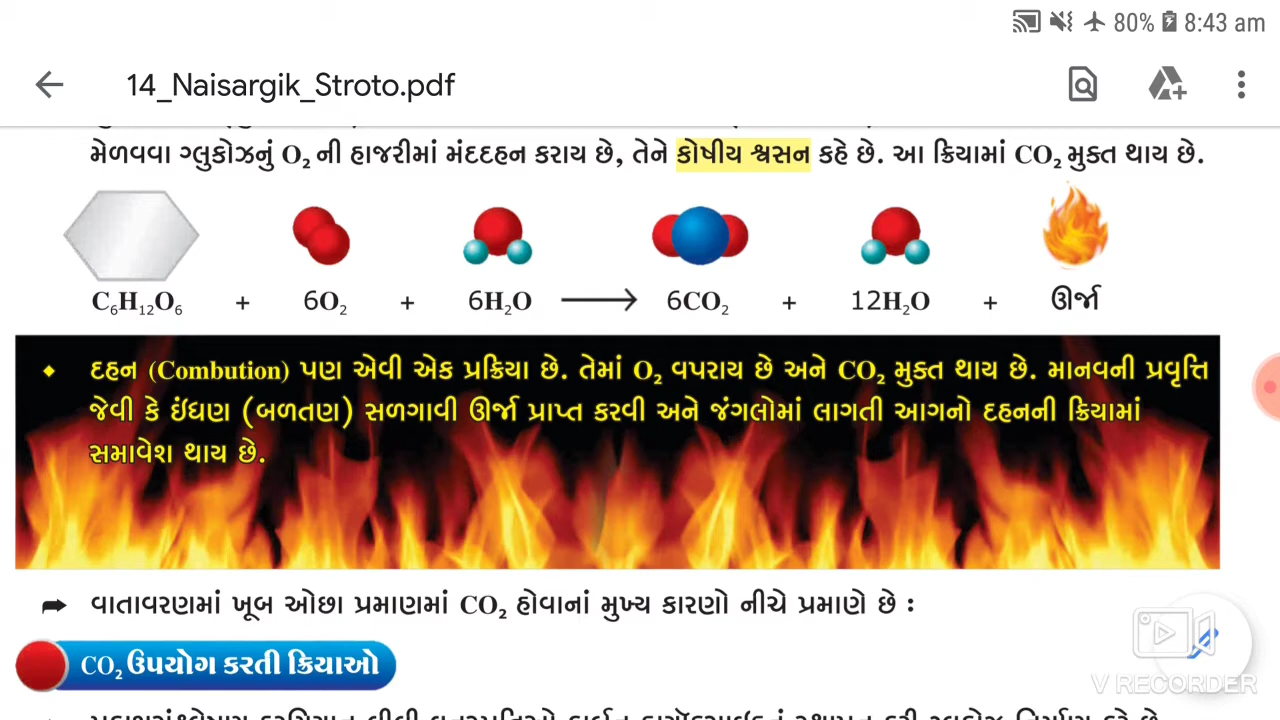 80% 8:43 am
14_Naisargik_Stroto.pdf
મેળવવા ગ્લુકોઝનું O₂ ની હાજરીમાં મંદદહન કરાય છે, તેને કોષીય શ્વસન કહે છે. આ ક્રિયામાં CO₂ મુક્ત થાય છે.
C₆H₁₂O₆ + 6O₂ + 6H₂O ⟶ 6CO₂ + 12H₂O + ઊર્જા
◆ દહન (Combution) પણ એવી એક પ્રક્રિયા છે. તેમાં O₂ વપરાય છે અને CO₂ મુક્ત થાય છે. માનવની પ્રવૃત્તિ
જેવી કે ઈંધણ (બળતણ) સળગાવી ઊર્જા પ્રાપ્ત કરવી અને જંગલોમાં લાગતી આગનો દહનની ક્રિયામાં
સમાવેશ થાય છે.
➦ વાતાવરણમાં ખૂબ ઓછા પ્રમાણમાં CO₂ હોવાનાં મુખ્ય કારણો નીચે પ્રમાણે છે :
CO₂ ઉપયોગ કરતી ક્રિયાઓ
V RECORDER